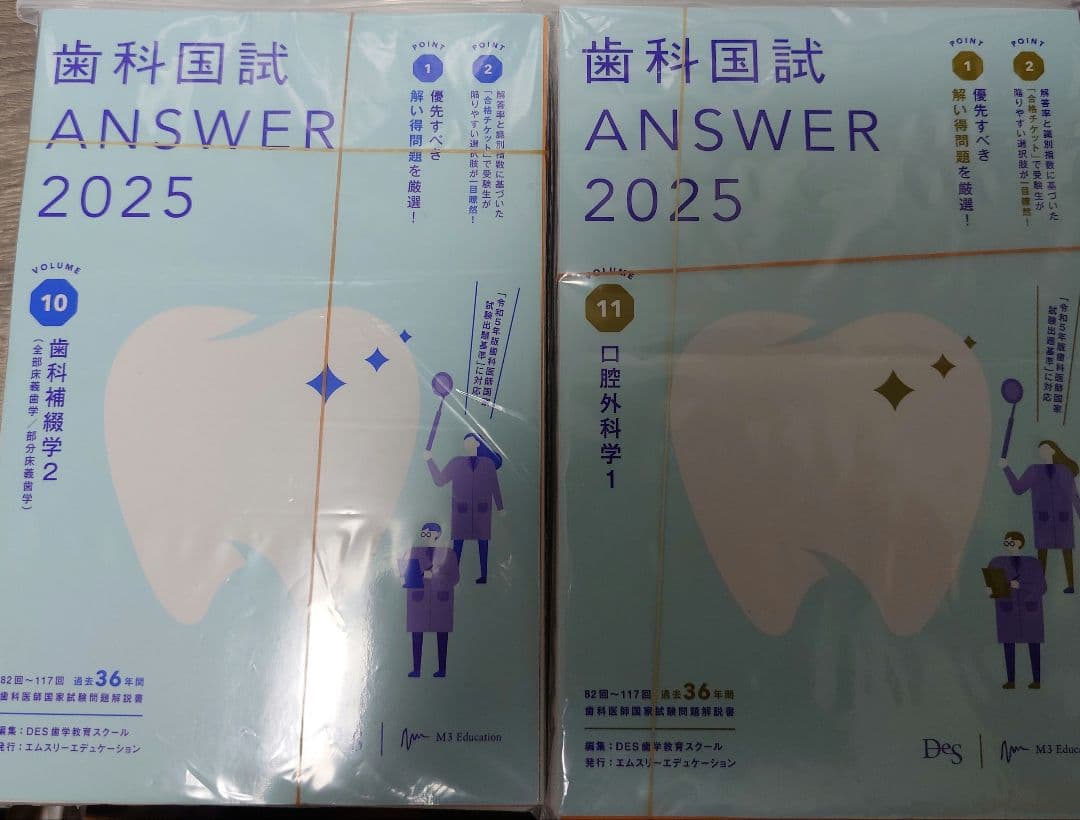 歯科国試
ANSWER
2025
POINT
1
優先すべき
解い得問題を厳選!
POINT
2
解答率と識別指数に基づいた
「合格チケット」で受験生が
陥りやすい選択肢が一目瞭然!
VOLUME
10
歯科補綴学2
(全部床義歯学/部分床義歯学)
「令和5年版歯科医師国家
試験出題基準」に対応
82回〜117回 過去36年間
歯科医師国家試験問題解説書
編集:DES歯学教育スクール
発行:エムスリーエデュケーション
M3 Education
歯科国試
ANSWER
2025
POINT
1
優先すべき
解い得問題を厳選!
POINT
2
解答率と識別指数に基づいた
「合格チケット」で受験生が
陥りやすい選択肢が一目瞭然!
VOLUME
11
口腔外科学1
「令和5年版歯科医師国家
試験出題基準」に対応
82回〜117回 過去36年間
歯科医師国家試験問題解説書
編集:DES歯学教育スクール
発行:エムスリーエデュケーション
DES
M3 Educa